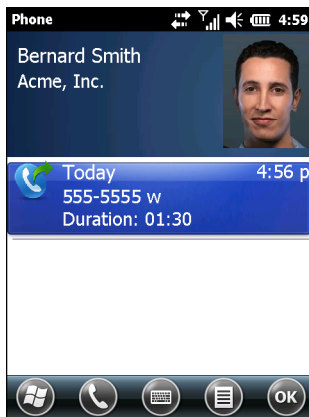 Phone 4:59
Bernard Smith
Acme, Inc.
Today 4:56 p
555-5555 w
Duration: 01:30
OK